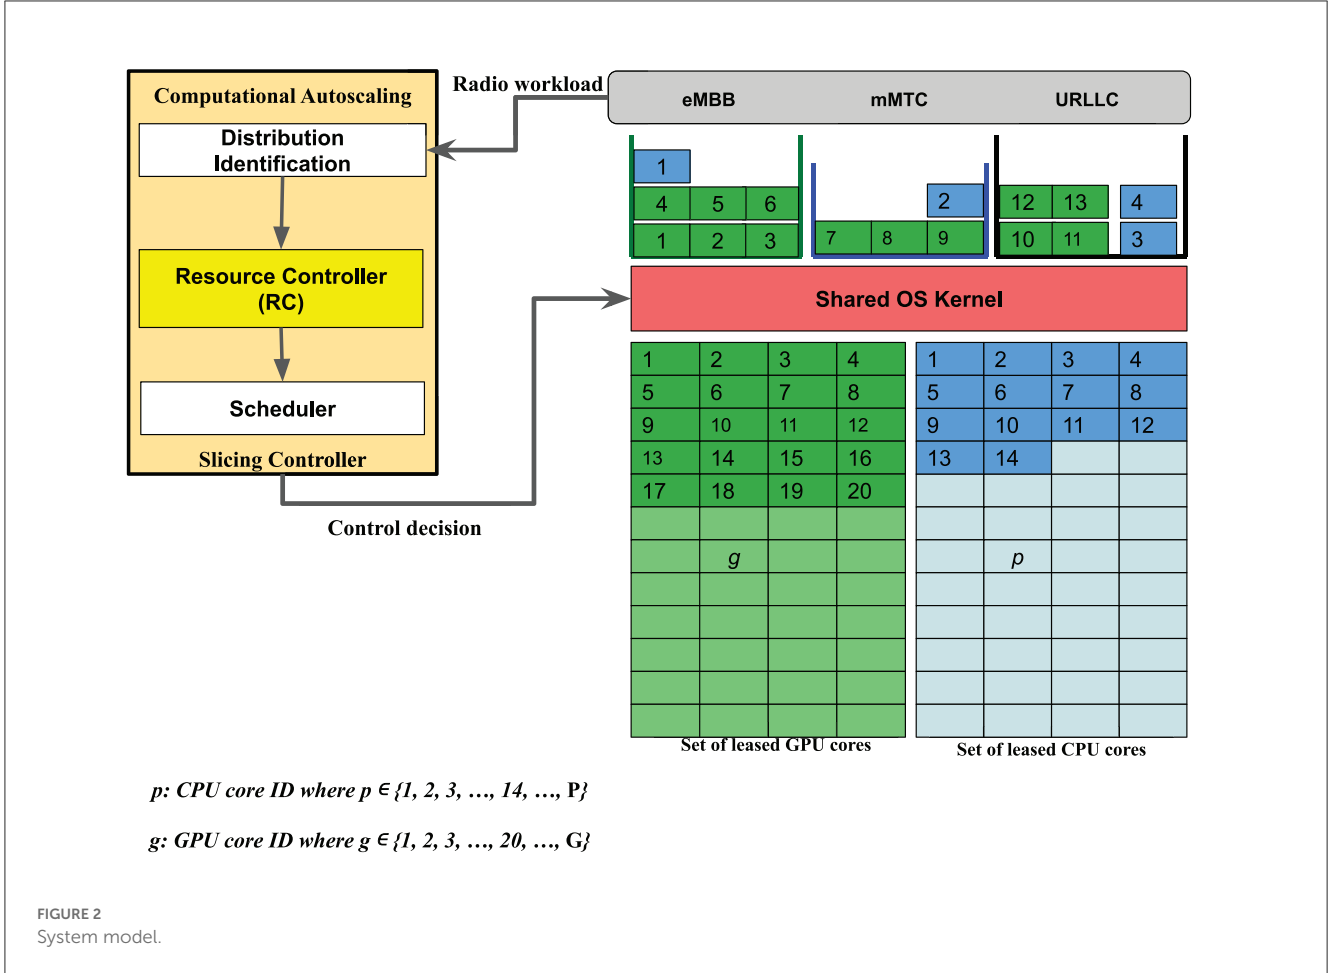 Computational Autoscaling
Distribution
Identification
Resource Controller
(RC)
Scheduler
Slicing Controller
Radio workload
Control decision
eMBB mMTC URLLC
1
4 5 6
1 2 3
2
7 8 9
12 13 4
10 11 3
Shared OS Kernel
1 2 3 4
5 6 7 8
9 10 11 12
13 14 15 16
17 18 19 20
g
Set of leased GPU cores
1 2 3 4
5 6 7 8
9 10 11 12
13 14
p
Set of leased CPU cores
p: CPU core ID where p ∈ {1, 2, 3, …, 14, …, P}
g: GPU core ID where g ∈ {1, 2, 3, …, 20, …, G}
FIGURE 2
System model.